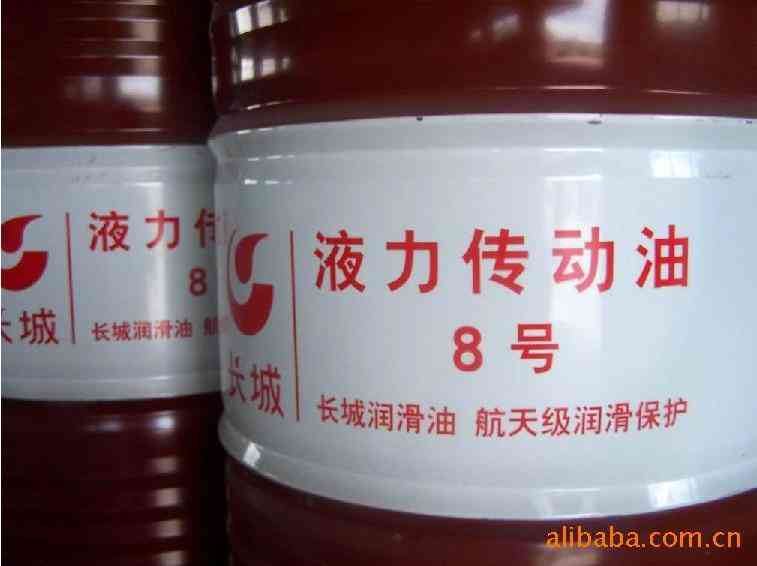 液力传
8
长城
长城润滑油 航
液力传动油
8 号
长城
长城润滑油 航天级润滑保护
alibaba.com.cn